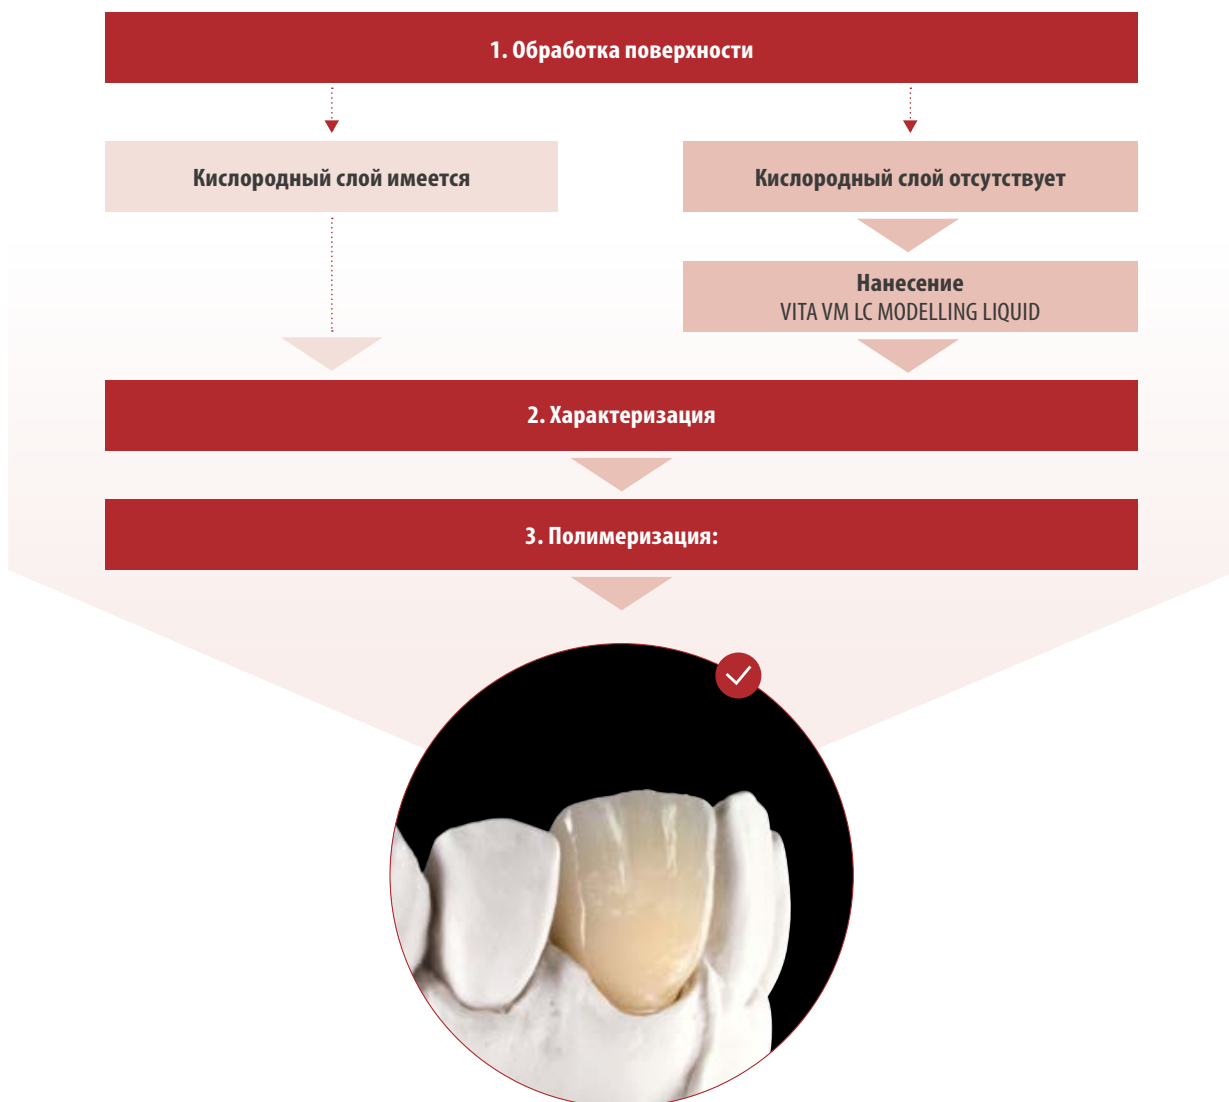 1. Обработка поверхности
Кислородный слой имеется
Кислородный слой отсутствует
Нанесение
VITA VM LC MODELLING LIQUID
2. Характеризация
3. Полимеризация: